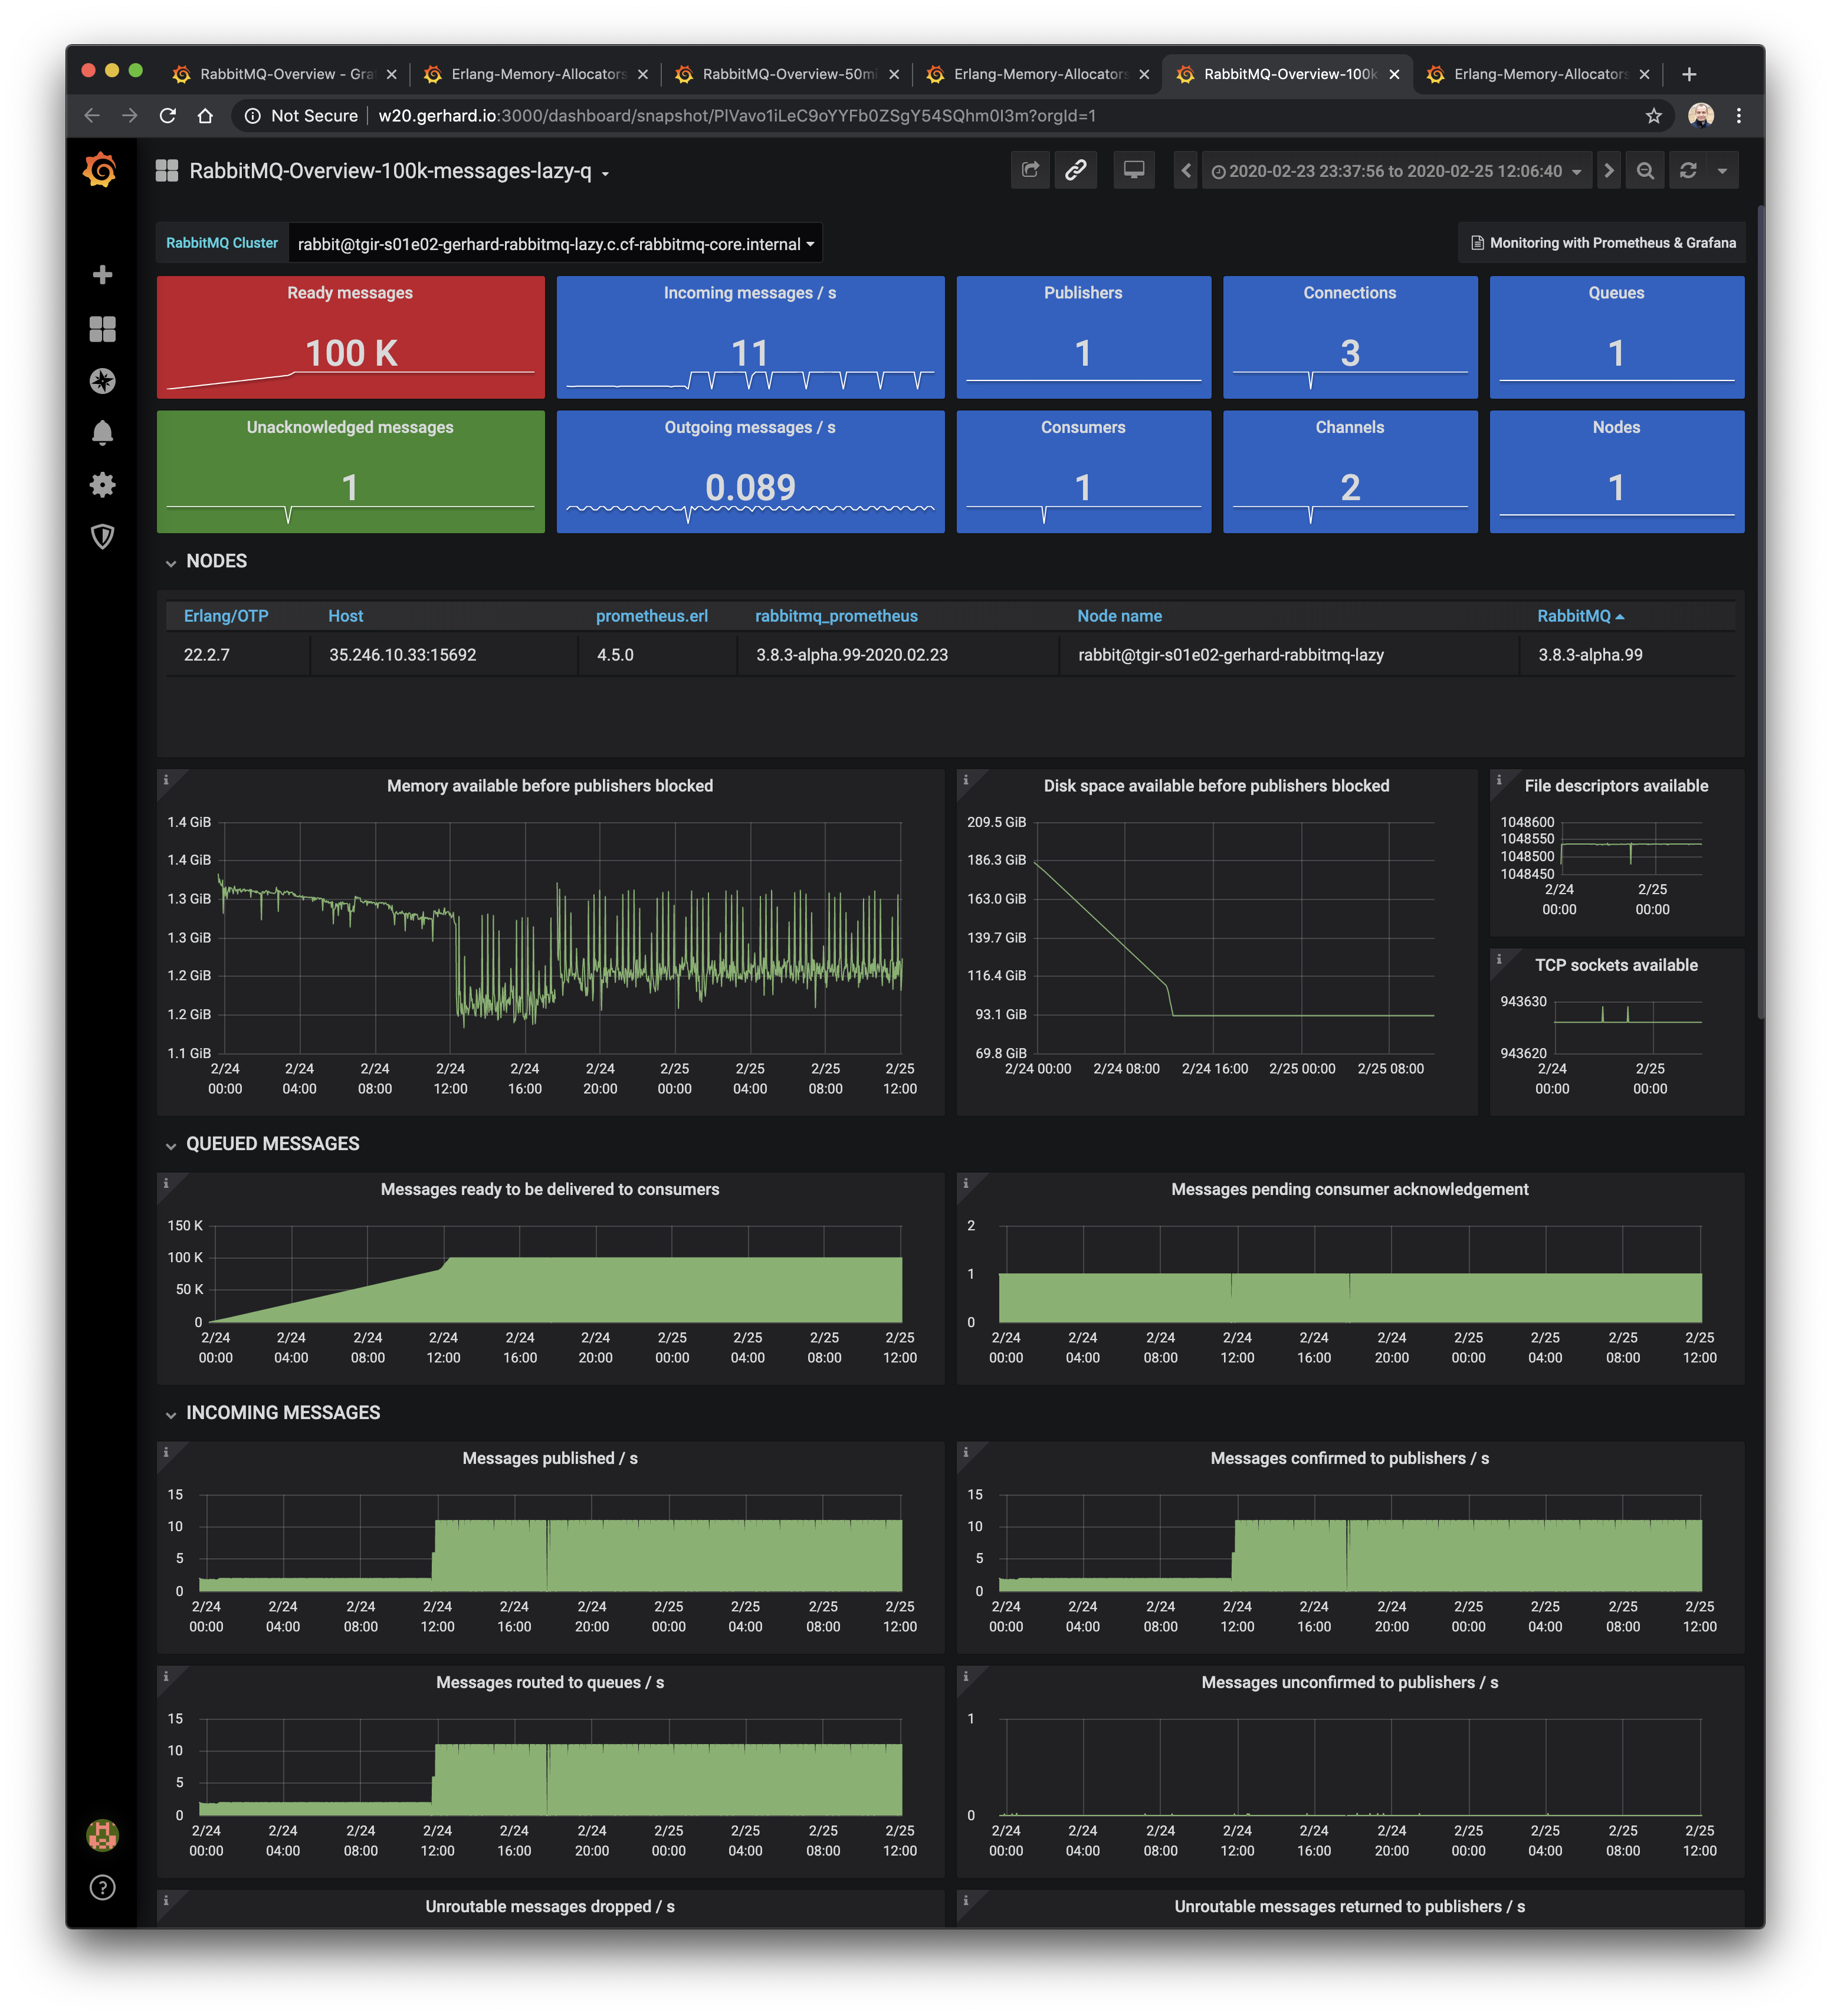 RabbitMQ-Overview - Gra
Erlang-Memory-Allocators
RabbitMQ-Overview-50mi
Erlang-Memory-Allocators
RabbitMQ-Overview-100k
Erlang-Memory-Allocators
Not Secure
w20.gerhard.io:3000/dashboard/snapshot/PlVavo1iLeC9oYYFb0ZSgY54SQhm0I3m?orgId=1
RabbitMQ-Overview-100k-messages-lazy-q
2020-02-23 23:37:56 to 2020-02-25 12:06:40
RabbitMQ Cluster
rabbit@tgir-s01e02-gerhard-rabbitmq-lazy.c.cf-rabbitmq-core.internal
Monitoring with Prometheus & Grafana
Ready messages
100 K
Incoming messages / s
11
Publishers
1
Connections
3
Queues
1
Unacknowledged messages
1
Outgoing messages / s
0.089
Consumers
1
Channels
2
Nodes
1
NODES
Erlang/OTP Host prometheus.erl rabbitmq_prometheus Node name RabbitMQ
22.2.7 35.246.10.33:15692 4.5.0 3.8.3-alpha.99-2020.02.23 rabbit@tgir-s01e02-gerhard-rabbitmq-lazy 3.8.3-alpha.99
Memory available before publishers blocked
1.4 GiB
1.4 GiB
1.3 GiB
1.3 GiB
1.2 GiB
1.2 GiB
1.1 GiB
2/24 2/24 2/24 2/24 2/24 2/24 2/25 2/25 2/25 2/25
00:00 04:00 08:00 12:00 16:00 20:00 00:00 04:00 08:00 12:00
Disk space available before publishers blocked
209.5 GiB
186.3 GiB
163.0 GiB
139.7 GiB
116.4 GiB
93.1 GiB
69.8 GiB
2/24 00:00 2/24 08:00 2/24 16:00 2/25 00:00 2/25 08:00
File descriptors available
1048600
1048550
1048500
1048450
2/24 2/25
00:00 00:00
TCP sockets available
943630
943620
2/24 2/25
00:00 00:00
QUEUED MESSAGES
Messages ready to be delivered to consumers
150 K
100 K
50 K
0
2/24 2/24 2/24 2/24 2/24 2/24 2/25 2/25 2/25 2/25
00:00 04:00 08:00 12:00 16:00 20:00 00:00 04:00 08:00 12:00
Messages pending consumer acknowledgement
2
1
0
2/24 2/24 2/24 2/24 2/24 2/24 2/25 2/25 2/25 2/25
00:00 04:00 08:00 12:00 16:00 20:00 00:00 04:00 08:00 12:00
INCOMING MESSAGES
Messages published / s
15
10
5
0
2/24 2/24 2/24 2/24 2/24 2/24 2/25 2/25 2/25 2/25
00:00 04:00 08:00 12:00 16:00 20:00 00:00 04:00 08:00 12:00
Messages confirmed to publishers / s
15
10
5
0
2/24 2/24 2/24 2/24 2/24 2/24 2/25 2/25 2/25 2/25
00:00 04:00 08:00 12:00 16:00 20:00 00:00 04:00 08:00 12:00
Messages routed to queues / s
15
10
5
0
2/24 2/24 2/24 2/24 2/24 2/24 2/25 2/25 2/25 2/25
00:00 04:00 08:00 12:00 16:00 20:00 00:00 04:00 08:00 12:00
Messages unconfirmed to publishers / s
1
0
2/24 2/24 2/24 2/24 2/24 2/24 2/25 2/25 2/25 2/25
00:00 04:00 08:00 12:00 16:00 20:00 00:00 04:00 08:00 12:00
Unroutable messages dropped / s
Unroutable messages returned to publishers / s